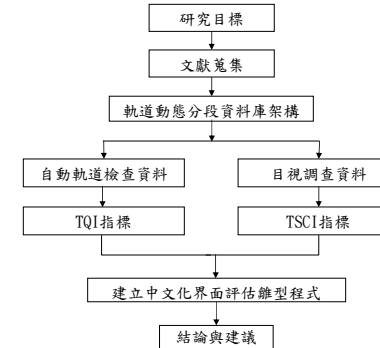 研究目標
文獻蒐集
軌道動態分段資料庫架構
自動軌道檢查資料
目視調查資料
TQI指標
TSCI指標
建立中文化界面評估雛型程式
結論與建議